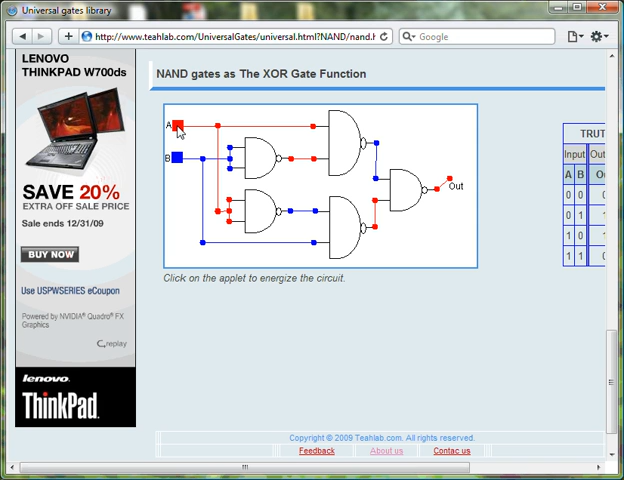 Universal gates library
http://www.teahlab.com/UniversalGates/universal.html?NAND/nand.h
Google
LENOVO
THINKPAD W700ds
SAVE 20%
EXTRA OFF SALE PRICE
Sale ends 12/31/09
BUY NOW
Use USPWSERIES eCoupon
Powered by NVIDIA® Quadro® FX
Graphics
replay
lenovo
ThinkPad
NAND gates as The XOR Gate Function
A
B
Out
Click on the applet to energize the circuit.
TRUT
Input Out
A B
0 0
0 1 1
1 0 1
1 1
Copyright © 2009 Teahlab.com. All rights reserved.
Feedback About us Contac us